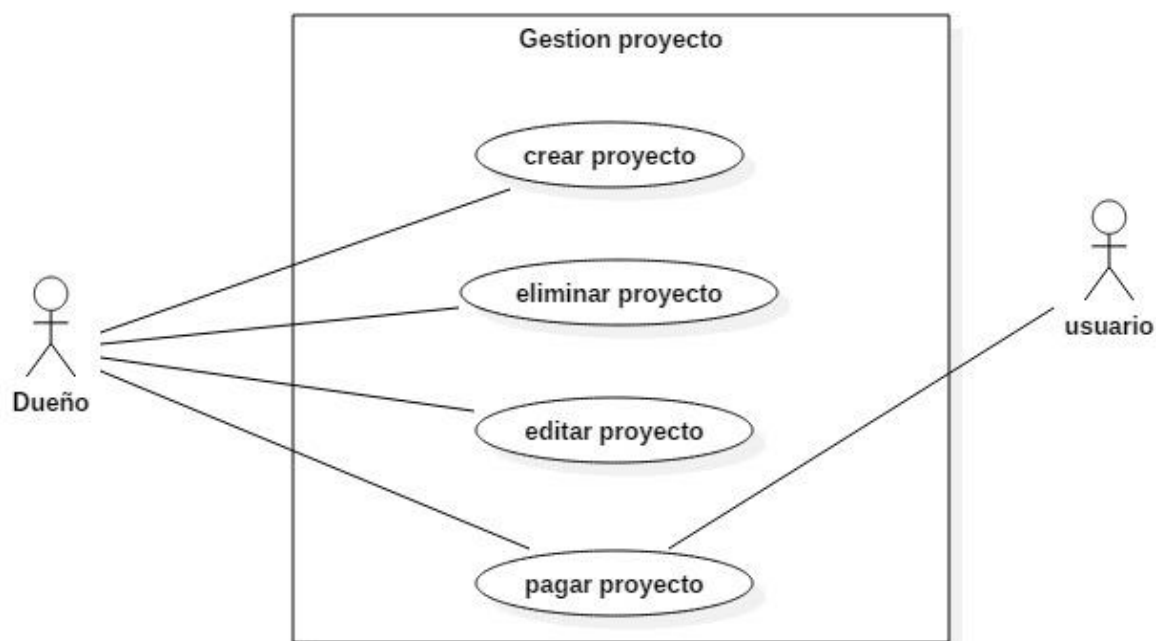 Gestion proyecto
crear proyecto
eliminar proyecto
usuario
Dueño
editar proyecto
pagar proyecto